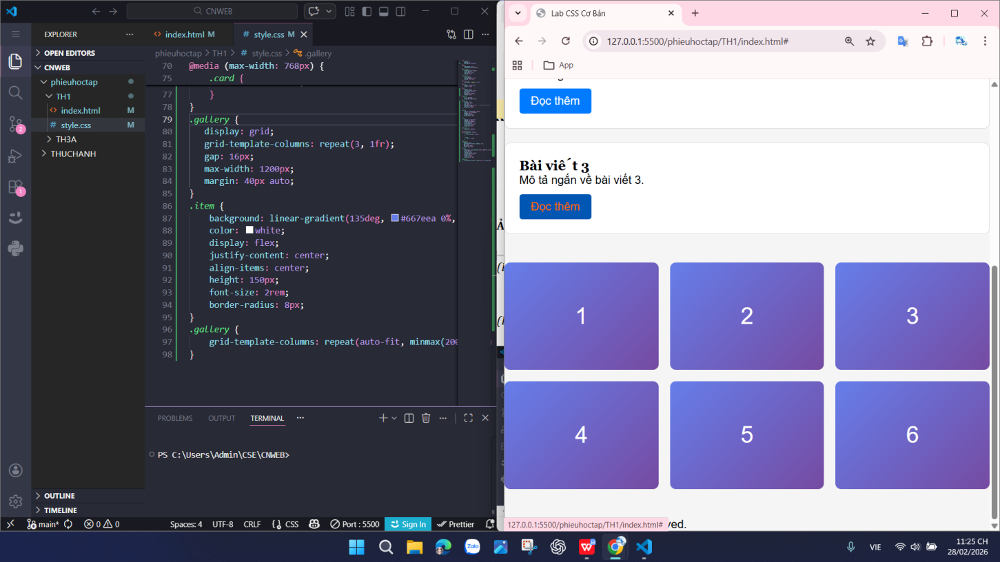 CNWEB
EXPLORER
index.html M
style.css M
OPEN EDITORS
CNWEB
phieuhoctap
TH1
index.html M
style.css M
TH3A
THUCHANH
OUTLINE
TIMELINE
2
1
phieuhoctap > TH1 > # style.css > .gallery
70 @media (max-width: 768px) {
75 .card {
77 }
78 }
79 .gallery {
80 display: grid;
81 grid-template-columns: repeat(3, 1fr);
82 gap: 16px;
83 max-width: 1200px;
84 margin: 40px auto;
85 }
86 .item {
87 background: linear-gradient(135deg, #667eea 0%,
88 color: white;
89 display: flex;
90 justify-content: center;
91 align-items: center;
92 height: 150px;
93 font-size: 2rem;
94 border-radius: 8px;
95 }
96 .gallery {
97 grid-template-columns: repeat(auto-fit, minmax(200
98 }
PROBLEMS OUTPUT TERMINAL
PS C:\Users\Admin\CSE\CNWEB>
main* 0 0 Spaces: 4 UTF-8 CRLF {} CSS Port : 5500 Sign In Prettier
Lab CSS Cơ Bản
127.0.0.1:5500/phieuhoctap/TH1/index.html#
App
Đọc thêm
Bài viết 3
Mô tả ngắn về bài viết 3.
Đọc thêm
1
2
3
4
5
6
127.0.0.1:5500/phieuhoctap/TH1/index.html#
ved.
Zalo
VIE
11:25 CH
28/02/2026